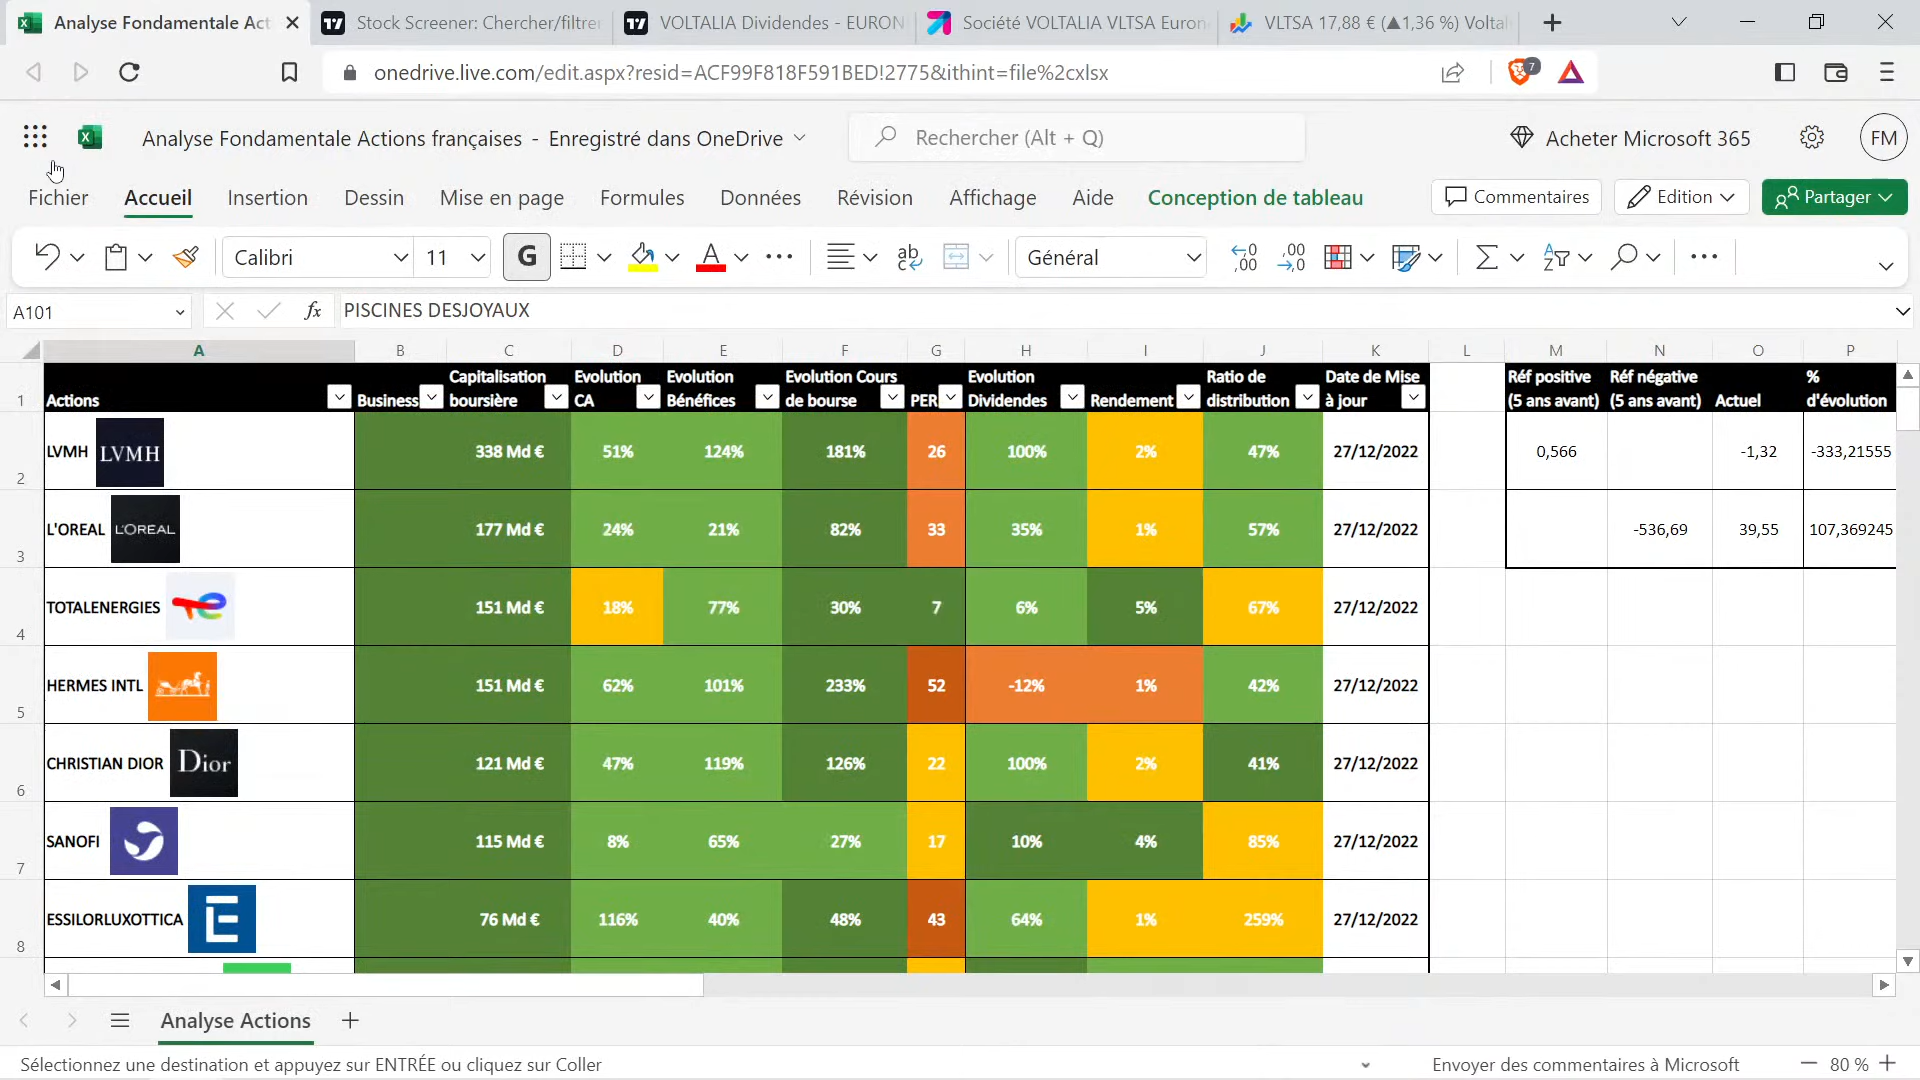 Analyse Fondamentale Act
Stock Screener: Chercher/filtrer
VOLTALIA Dividendes - EURON
Société VOLTALIA VLTSA Euron
VLTSA 17,88 € (▲1,36 %) Voltal
onedrive.live.com/edit.aspx?resid=ACF99F818F591BED!2775&ithint=file%2cxlsx
7
Analyse Fondamentale Actions françaises - Enregistré dans OneDrive
Rechercher (Alt + Q)
Acheter Microsoft 365
FM
Fichier Accueil Insertion Dessin Mise en page Formules Données Révision Affichage Aide Conception de tableau
Commentaires
Edition
Partager
Calibri
11
G
A
ab
Général
A101
fx
PISCINES DESJOYAUX
A B C D E F G H I J K L M N O P
1
Actions
Business
Capitalisation boursière
Evolution CA
Evolution Bénéfices
Evolution Cours de bourse
PER
Evolution Dividendes
Rendement
Ratio de distribution
Date de Mise à jour
Réf positive (5 ans avant)
Réf négative (5 ans avant)
Actuel
% d'évolution
2 LVMH LVMH 338 Md € 51% 124% 181% 26 100% 2% 47% 27/12/2022 0,566 -1,32 -333,21555
3 L'OREAL L'OREAL 177 Md € 24% 21% 82% 33 35% 1% 57% 27/12/2022 -536,69 39,55 107,369245
4 TOTALENERGIES 151 Md € 18% 77% 30% 7 6% 5% 67% 27/12/2022
5 HERMES INTL 151 Md € 62% 101% 233% 52 -12% 1% 42% 27/12/2022
6 CHRISTIAN DIOR Dior 121 Md € 47% 119% 126% 22 100% 2% 41% 27/12/2022
7 SANOFI 115 Md € 8% 65% 27% 17 10% 4% 85% 27/12/2022
8 ESSILORLUXOTTICA 76 Md € 116% 40% 48% 43 64% 1% 259% 27/12/2022
Analyse Actions
Sélectionnez une destination et appuyez sur ENTRÉE ou cliquez sur Coller
Envoyer des commentaires à Microsoft
80 %